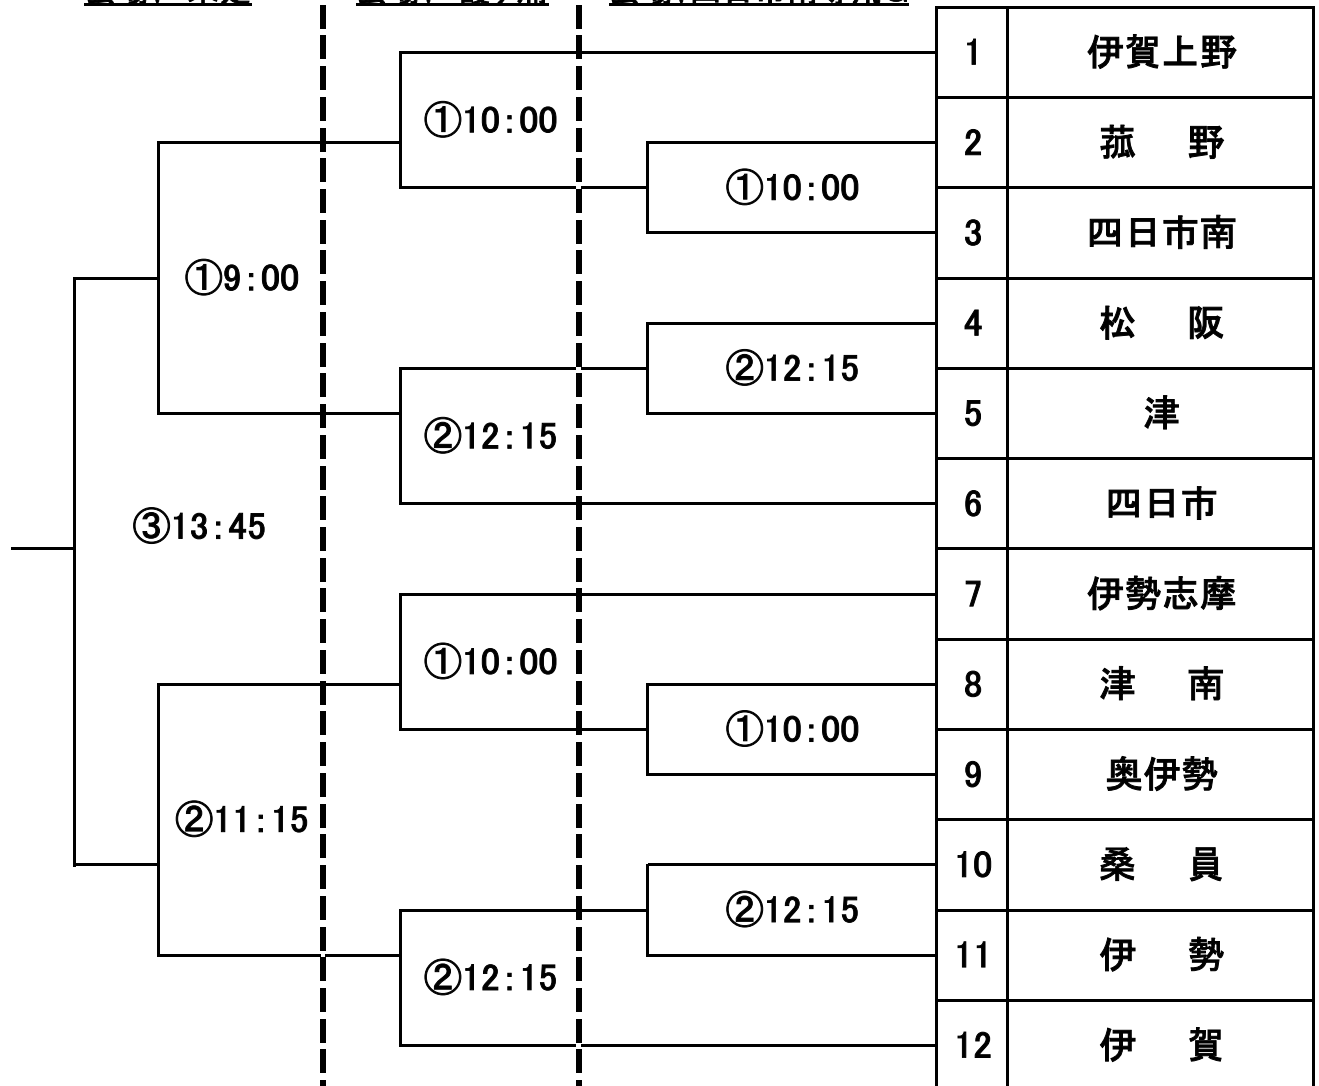 1 伊賀上野
①10:00
2 菰 野
①10:00
3 四日市南
①9:00
4 松 阪
②12:15
5 津
②12:15
6 四日市
③13:45
7 伊勢志摩
①10:00
8 津 南
①10:00
9 奥伊勢
②11:15
10 桑 員
②12:15
11 伊 勢
②12:15
12 伊 賀